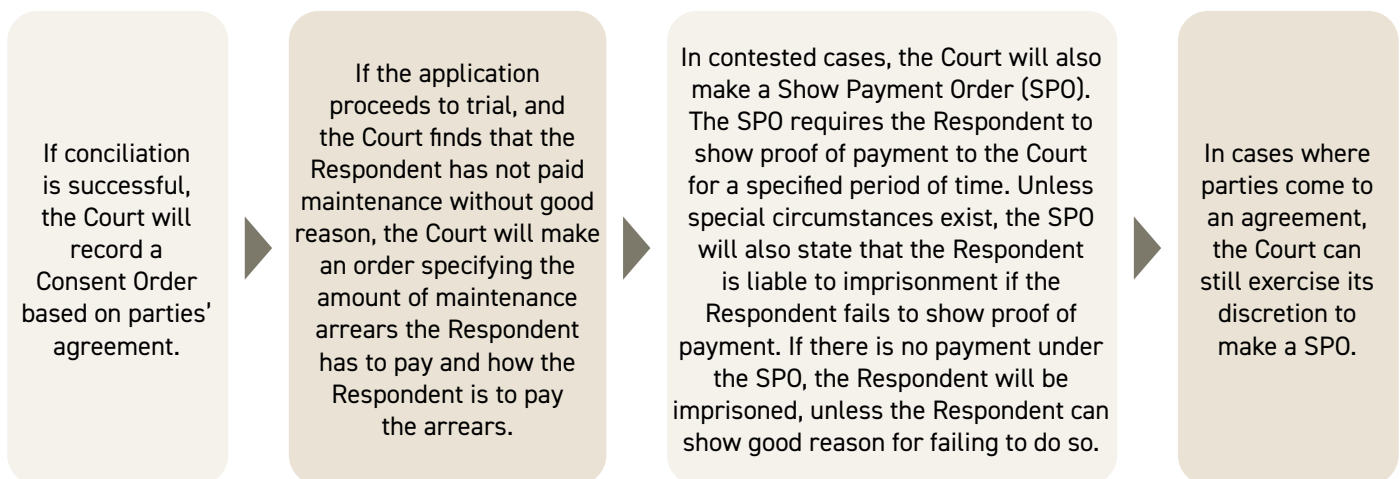 If conciliation
is successful,
the Court will
record a
Consent Order
based on parties’
agreement.
If the application
proceeds to trial, and
the Court finds that the
Respondent has not paid
maintenance without good
reason, the Court will make
an order specifying the
amount of maintenance
arrears the Respondent
has to pay and how the
Respondent is to pay
the arrears.
In contested cases, the Court will also
make a Show Payment Order (SPO).
The SPO requires the Respondent to
show proof of payment to the Court
for a specified period of time. Unless
special circumstances exist, the SPO
will also state that the Respondent
is liable to imprisonment if the
Respondent fails to show proof of
payment. If there is no payment under
the SPO, the Respondent will be
imprisoned, unless the Respondent can
show good reason for failing to do so.
In cases where
parties come to
an agreement,
the Court can
still exercise its
discretion to
make a SPO.